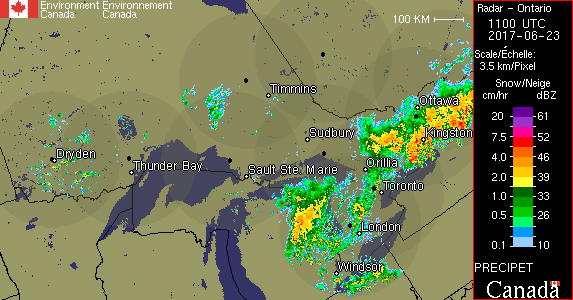 Environment Environnement
Canada Canada
100 KM
Timmins
Ottawa
Sudbury
Kingston
Dryden
Thunder Bay
Sault Ste. Marie
Orillia
Toronto
London
Windsor
Radar - Ontario
1100 UTC
2017-06-23
Scale/Échelle:
3.5 km/Pixel
Snow/Neige
cm/hr dBZ
20 61
7.5 57
5.0 52
4.0 46
2.0 39
1.0 33
0.5 26
0.1 10
PRECIPET
Canada